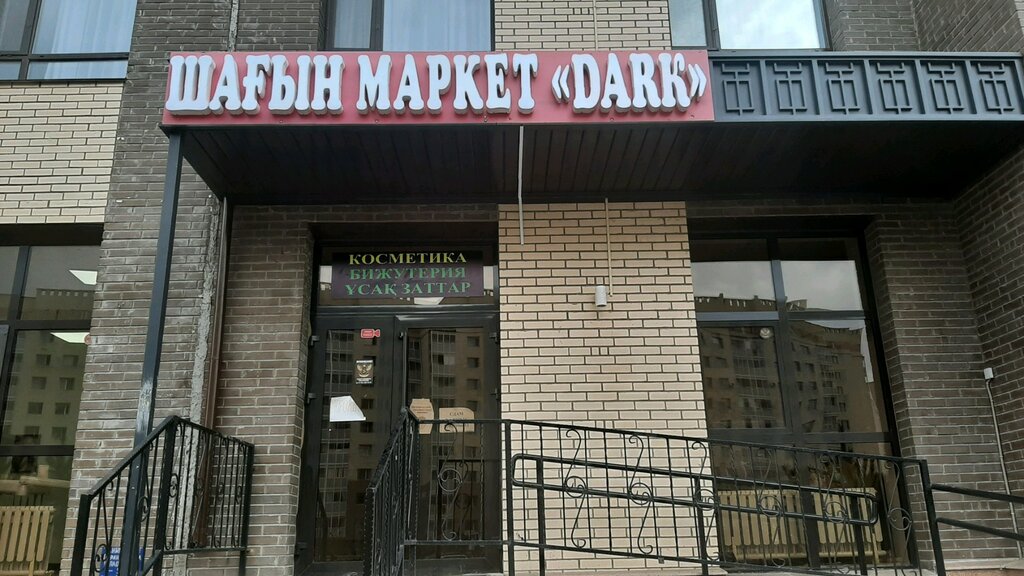 ШАҒЫН МАРКЕТ «DARK»
КОСМЕТИКА
БИЖУТЕРИЯ
ҰСАҚ ЗАТТАР